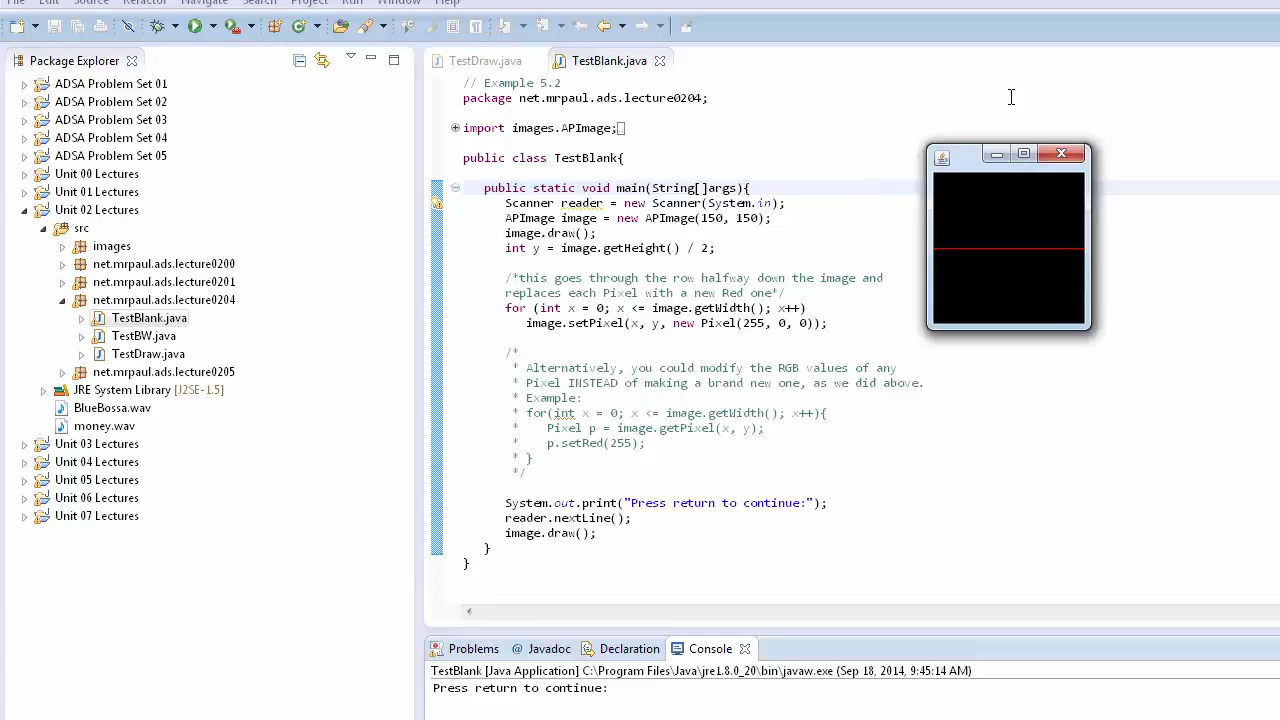 Edit Source Refactor Navigate Search Project Run Window Help
Package Explorer
ADSA Problem Set 01
ADSA Problem Set 02
ADSA Problem Set 03
ADSA Problem Set 04
ADSA Problem Set 05
Unit 00 Lectures
Unit 01 Lectures
Unit 02 Lectures
src
images
net.mrpaul.ads.lecture0200
net.mrpaul.ads.lecture0201
net.mrpaul.ads.lecture0204
TestBlank.java
TestBW.java
TestDraw.java
net.mrpaul.ads.lecture0205
JRE System Library [J2SE-1.5]
BlueBossa.wav
money.wav
Unit 03 Lectures
Unit 04 Lectures
Unit 05 Lectures
Unit 06 Lectures
Unit 07 Lectures
TestDraw.java TestBlank.java
// Example 5.2
package net.mrpaul.ads.lecture0204;
import images.APImage;
public class TestBlank{
public static void main(String[]args){
Scanner reader = new Scanner(System.in);
APImage image = new APImage(150, 150);
image.draw();
int y = image.getHeight() / 2;
/*this goes through the row halfway down the image and
replaces each Pixel with a new Red one*/
for (int x = 0; x <= image.getWidth(); x++)
image.setPixel(x, y, new Pixel(255, 0, 0));
/*
* Alternatively, you could modify the RGB values of any
* Pixel INSTEAD of making a brand new one, as we did above.
* Example:
* for(int x = 0; x <= image.getWidth(); x++){
* Pixel p = image.getPixel(x, y);
* p.setRed(255);
* }
*/
System.out.print("Press return to continue:");
reader.nextLine();
image.draw();
}
}
Problems Javadoc Declaration Console
TestBlank [Java Application] C:\Program Files\Java\jre1.8.0_20\bin\javaw.exe (Sep 18, 2014, 9:45:14 AM)
Press return to continue: